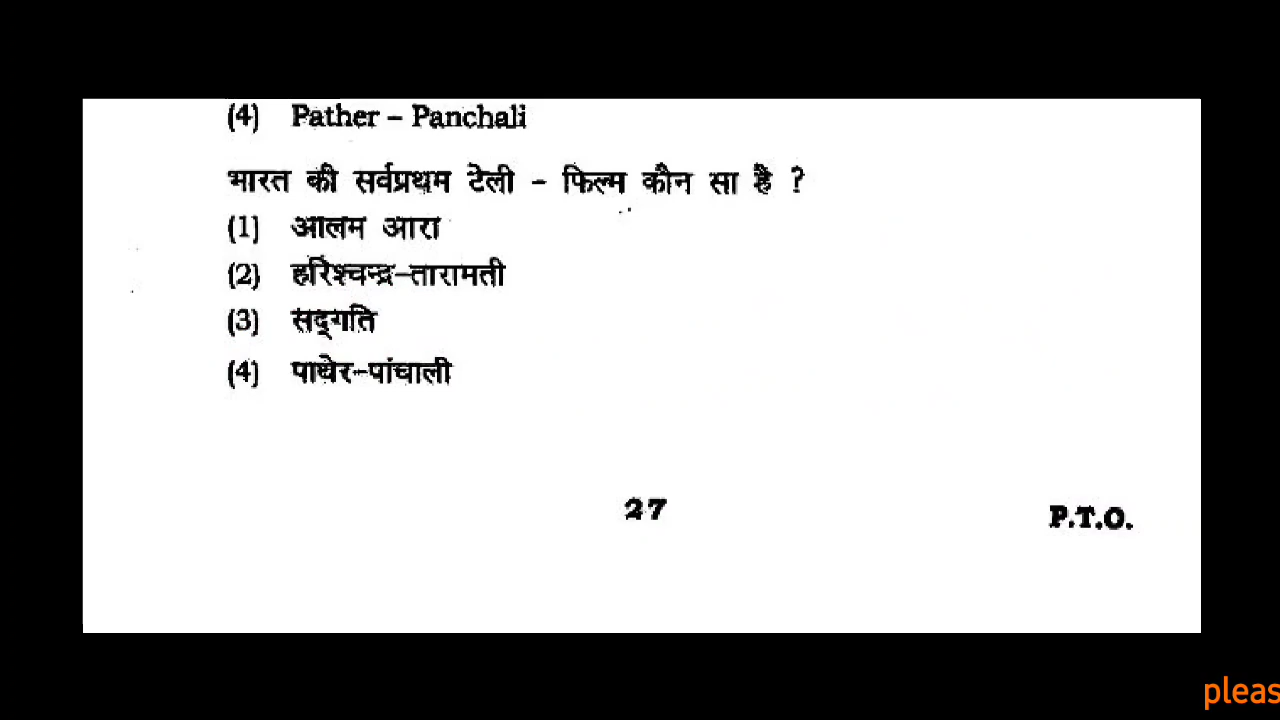 (4) Pather – Panchali
भारत की सर्वप्रथम टेली - फिल्म कौन सा है ?
(1) आलम आरा
(2) हरिश्चन्द्र–तारामती
(3) सद्गति
(4) पाथेर–पांचाली
27
P.T.O.
pleas